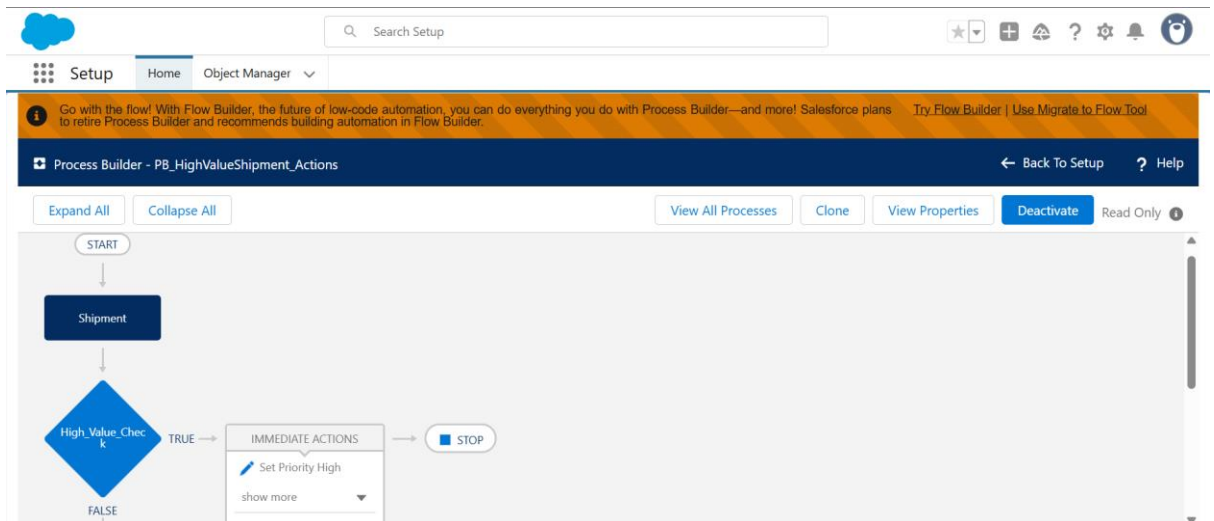 Search Setup
Setup Home Object Manager
Go with the flow! With Flow Builder, the future of low-code automation, you can do everything you do with Process Builder—and more! Salesforce plans Try Flow Builder | Use Migrate to Flow Tool
to retire Process Builder and recommends building automation in Flow Builder.
Process Builder - PB_HighValueShipment_Actions Back To Setup ? Help
Expand All Collapse All View All Processes Clone View Properties Deactivate Read Only
START
Shipment
High_Value_Chec
k
TRUE IMMEDIATE ACTIONS STOP
Set Priority High
show more
FALSE